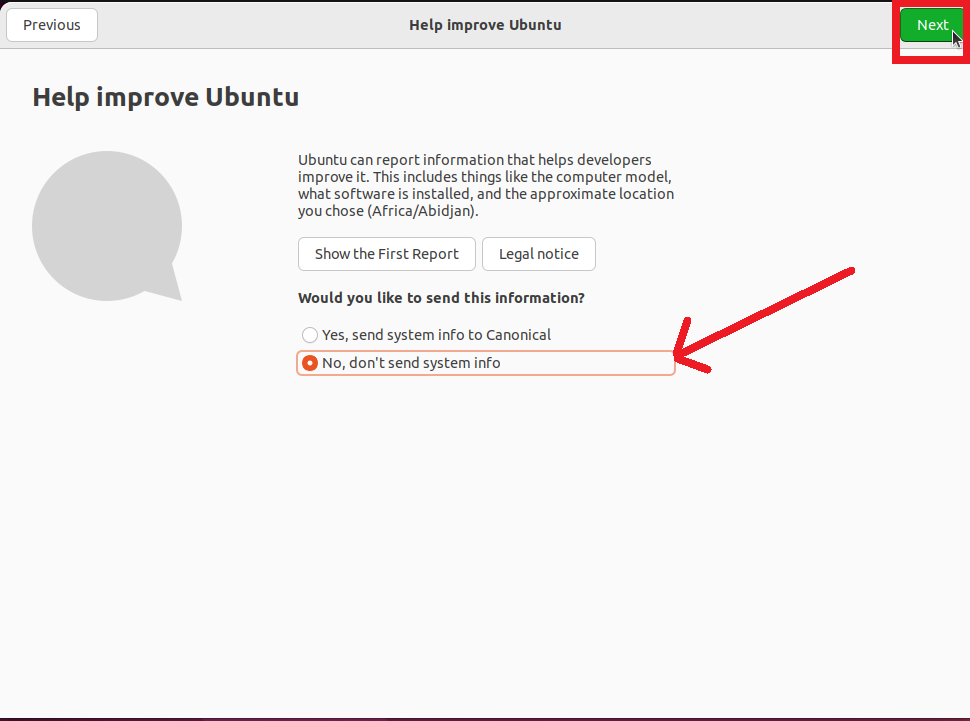 Previous
Help improve Ubuntu
Next
Help improve Ubuntu
Ubuntu can report information that helps developers
improve it. This includes things like the computer model,
what software is installed, and the approximate location
you chose (Africa/Abidjan).
Show the First Report
Legal notice
Would you like to send this information?
Yes, send system info to Canonical
No, don't send system info